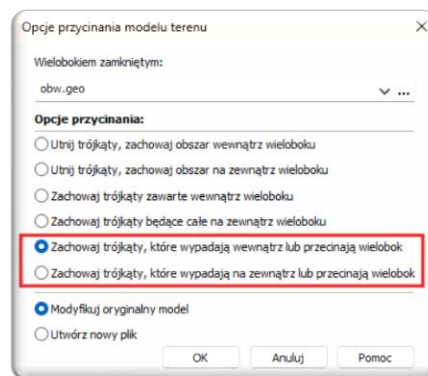 Opcje przycinania modelu terenu
Wielobokiem zamkniętym:
obw.geo
Opcje przycinania:
Utnij trójkąty, zachowaj obszar wewnątrz wieloboku
Utnij trójkąty, zachowaj obszar na zewnątrz wieloboku
Zachowaj trójkąty zawarte wewnątrz wieloboku
Zachowaj trójkąty będące całe na zewnątrz wieloboku
Zachowaj trójkąty, które wypadają wewnątrz lub przecinają wielobok
Zachowaj trójkąty, które wypadają na zewnątrz lub przecinają wielobok
Modyfikuj oryginalny model
Utwórz nowy plik
OK Anuluj Pomoc